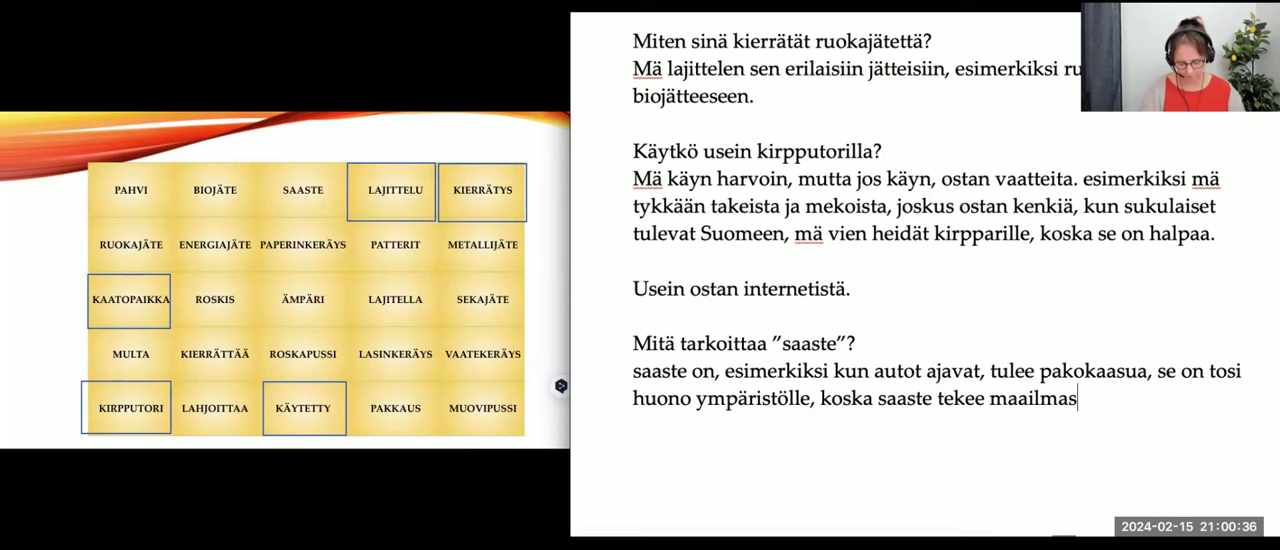 PAHVI BIOJÄTE SAASTE LAJITTELU KIERRÄTYS
RUOKAJÄTE ENERGIAJÄTE PAPERINKERÄYS PATTERIT METALLIJÄTE
KAATOPAIKKA ROSKIS ÄMPÄRI LAJITELLA SEKAJÄTE
MULTA KIERRÄTTÄÄ ROSKAPUSSI LASINKERÄYS VAATEKERÄYS
KIRPPUTORI LAHJOITTAA KÄYTETTY PAKKAUS MUOVIPUSSI
Miten sinä kierrätät ruokajätettä?
Mä lajittelen sen erilaisiin jätteisiin, esimerkiksi
biojätteeseen.
Käytkö usein kirpputorilla?
Mä käyn harvoin, mutta jos käyn, ostan vaatteita. esimerkiksi mä
tykkään takeista ja mekoista, joskus ostan kenkiä, kun sukulaiset
tulevat Suomeen, mä vien heidät kirpparille, koska se on halpaa.
Usein ostan internetistä.
Mitä tarkoittaa ”saaste”?
saaste on, esimerkiksi kun autot ajavat, tulee pakokaasua, se on tosi
huono ympäristölle, koska saaste tekee maailmas
2024-02-15 21:00:36